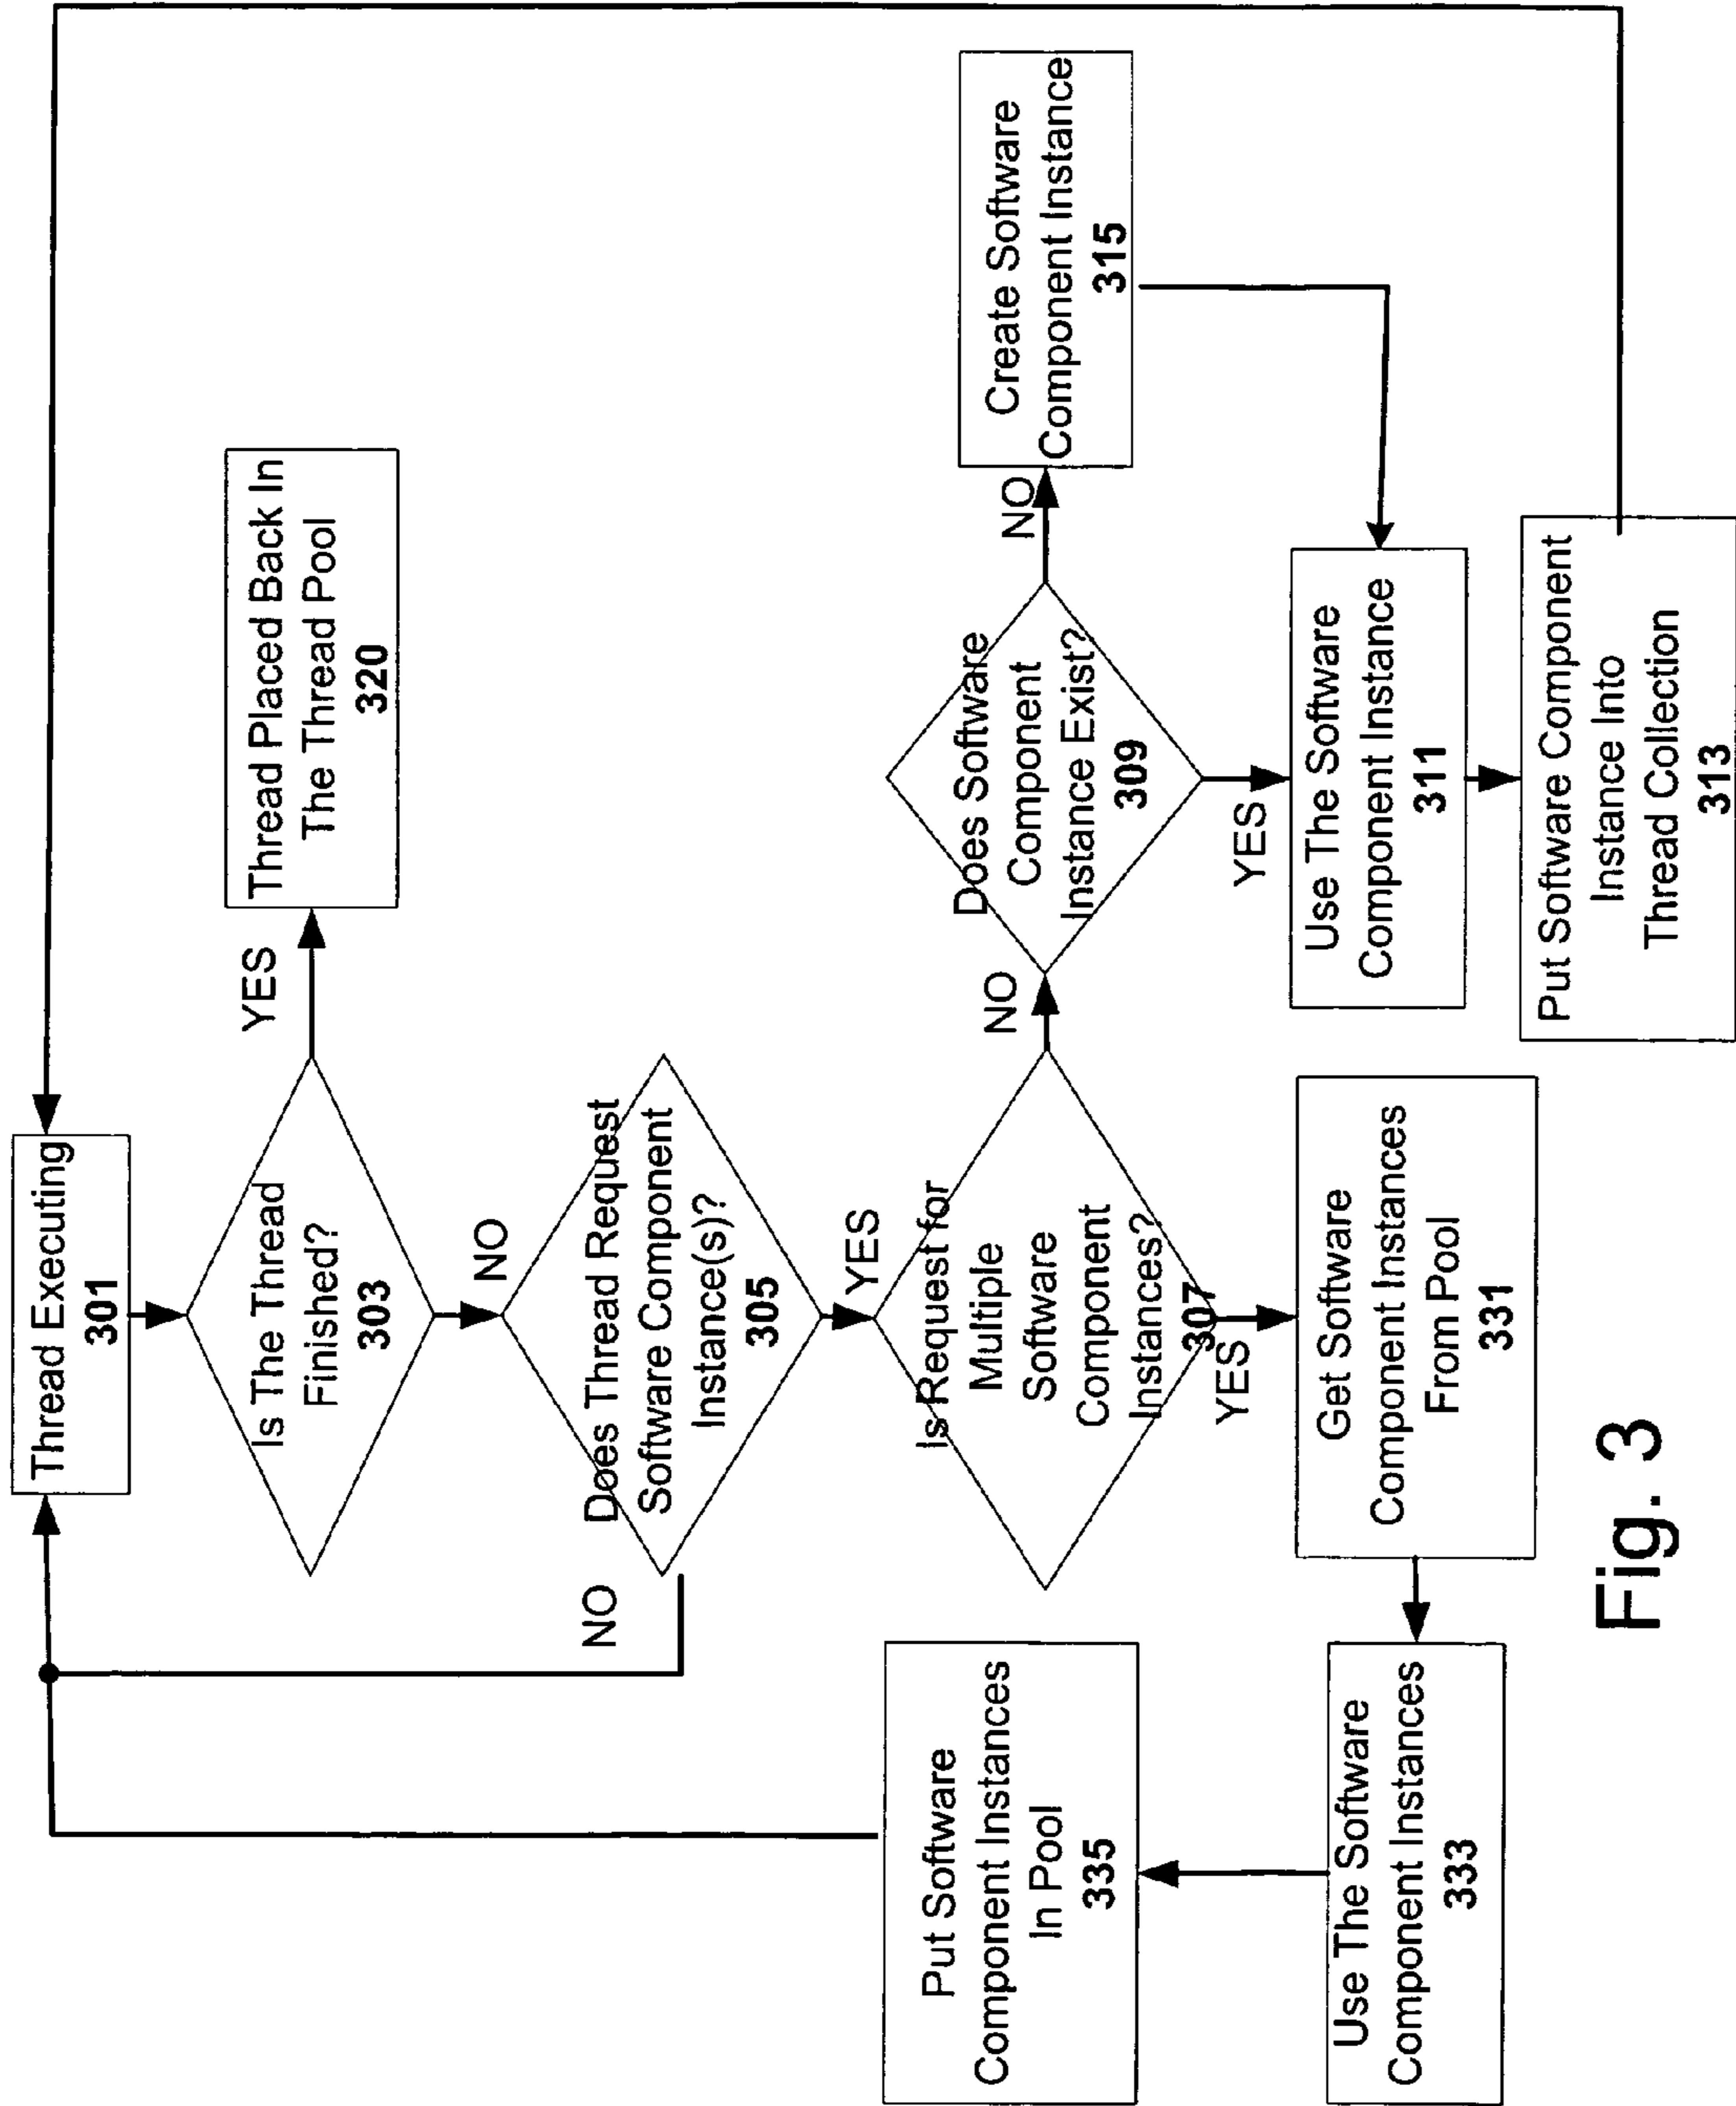 Thread Executing
301
Is The Thread
Finished?
303
YES
Thread Placed Back In
The Thread Pool
320
NO
Does Thread Request
Software Component
Instance(s)?
305
NO
YES
Is Request for
Multiple
Software
Component
Instances?
307
NO
Does Software
Component
Instance Exist?
309
NO
Create Software
Component Instance
315
YES
Use The Software
Component Instance
311
Put Software Component
Instance Into
Thread Collection
313
YES
Get Software
Component Instances
From Pool
331
Use The Software
Component Instances
333
Put Software
Component Instances
In Pool
335
Fig. 3